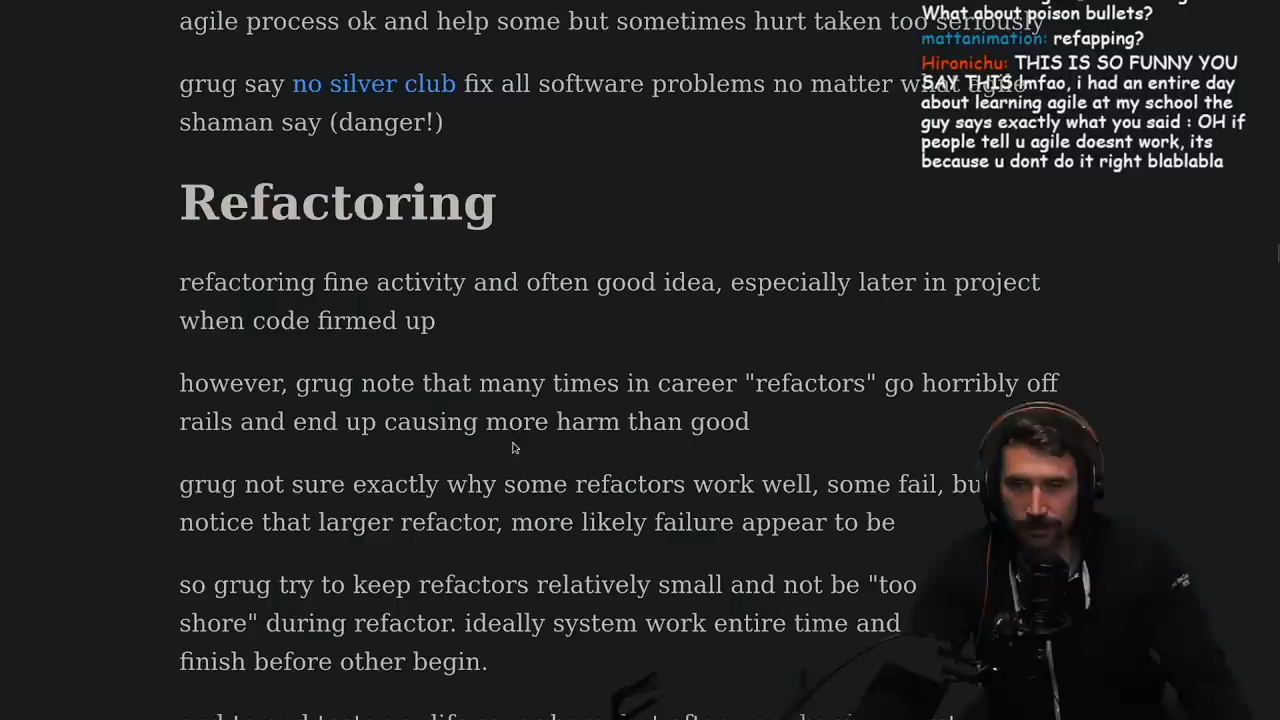 agile process ok and help some but sometimes hurt taken too seriously
grug say no silver club fix all software problems no matter what agile
shaman say (danger!)
Refactoring
refactoring fine activity and often good idea, especially later in project
when code firmed up
however, grug note that many times in career "refactors" go horribly off
rails and end up causing more harm than good
grug not sure exactly why some refactors work well, some fail, bu
notice that larger refactor, more likely failure appear to be
so grug try to keep refactors relatively small and not be "too
shore" during refactor. ideally system work entire time and
finish before other begin.
What about poison bullets?
mattanimation: refapping?
Hironichu: THIS IS SO FUNNY YOU
SAY THIS lmfao, i had an entire day
about learning agile at my school the
guy says exactly what you said : OH if
people tell u agile doesnt work, its
because u dont do it right blablabla